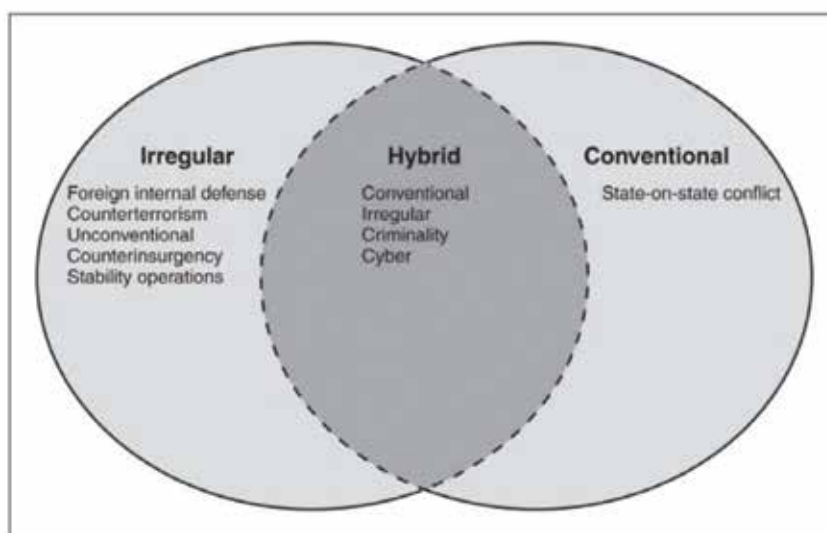 Irregular
Foreign internal defense
Counterterrorism
Unconventional
Counterinsurgency
Stability operations
Hybrid
Conventional
Irregular
Criminality
Cyber
Conventional
State-on-state conflict